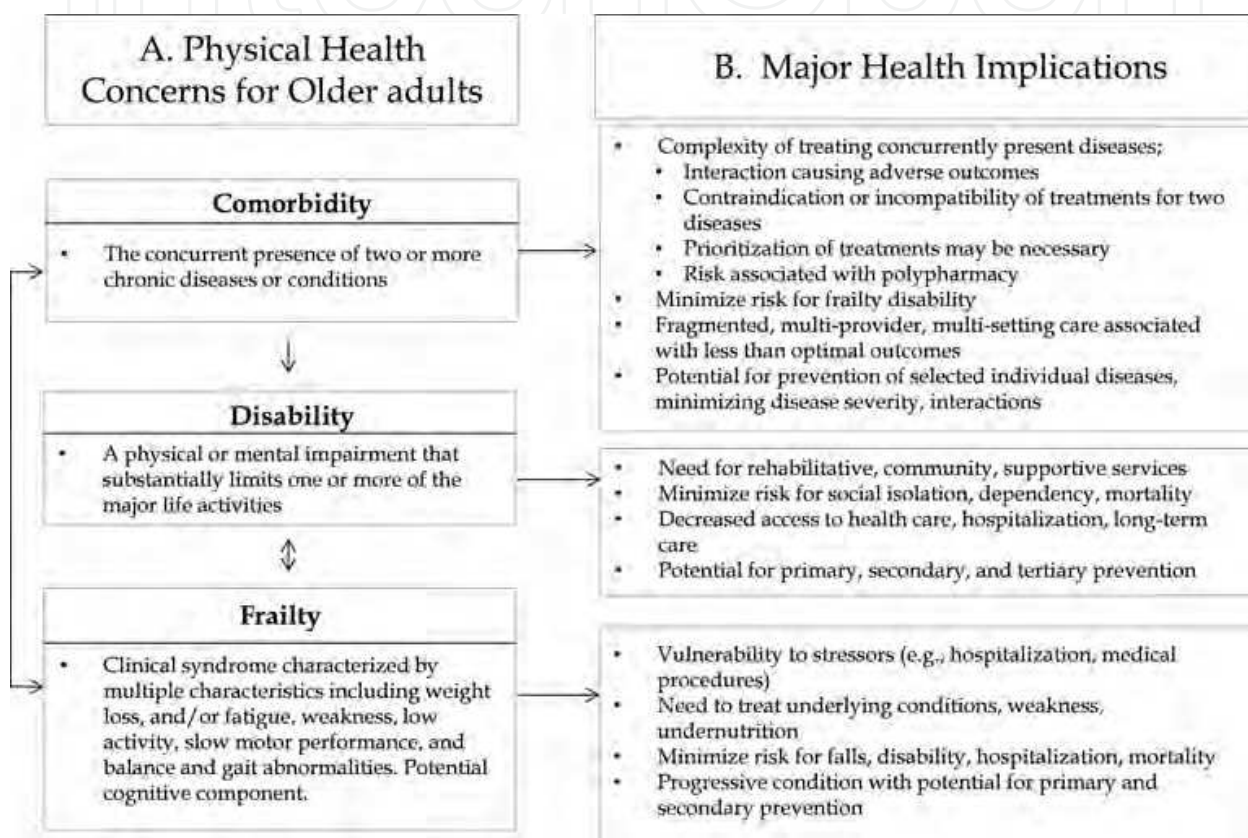 A. Physical Health
Concerns for Older adults
B. Major Health Implications
Comorbidity
• The concurrent presence of two or more
chronic diseases or conditions
• Complexity of treating concurrently present diseases;
• Interaction causing adverse outcomes
• Contraindication or incompatibility of treatments for two
diseases
• Prioritization of treatments may be necessary
• Risk associated with polypharmacy
• Minimize risk for frailty disability
• Fragmented, multi-provider, multi-setting care associated
with less than optimal outcomes
• Potential for prevention of selected individual diseases,
minimizing disease severity, interactions
Disability
• A physical or mental impairment that
substantially limits one or more of the
major life activities
• Need for rehabilitative, community, supportive services
• Minimize risk for social isolation, dependency, mortality
• Decreased access to health care, hospitalization, long-term
care
• Potential for primary, secondary, and tertiary prevention
Frailty
• Clinical syndrome characterized by
multiple characteristics including weight
loss, and/or fatigue, weakness, low
activity, slow motor performance, and
balance and gait abnormalities. Potential
cognitive component.
• Vulnerability to stressors (e.g., hospitalization, medical
procedures)
• Need to treat underlying conditions, weakness,
undernutrition
• Minimize risk for falls, disability, hospitalization, mortality
• Progressive condition with potential for primary and
secondary prevention